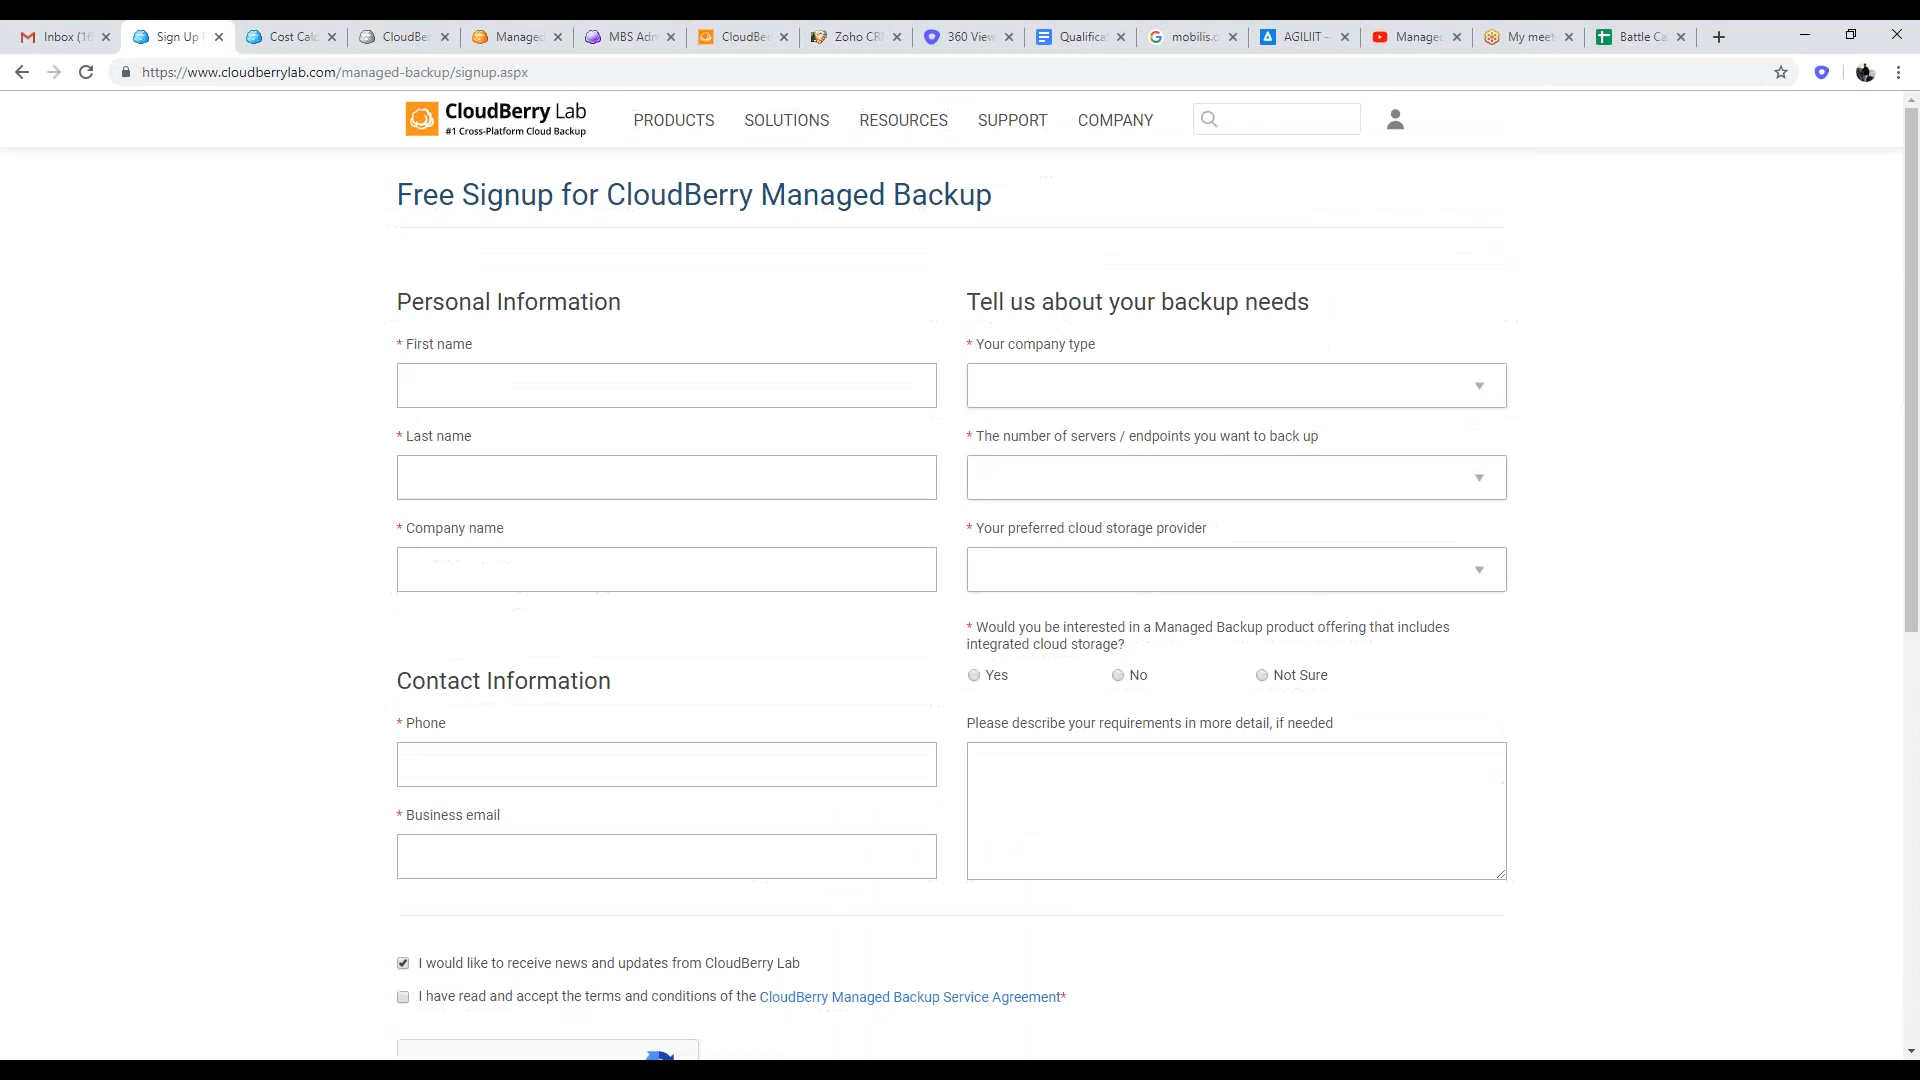 Inbox (16
Sign Up F
Cost Calc
CloudBer
Managed
MBS Adm
CloudBer
Zoho CR
360 View
Qualifica
mobilis.c
AGILIIT –
Managed
My meet
Battle Ca
https://www.cloudberrylab.com/managed-backup/signup.aspx
CloudBerry Lab
#1 Cross-Platform Cloud Backup
PRODUCTS
SOLUTIONS
RESOURCES
SUPPORT
COMPANY
Free Signup for CloudBerry Managed Backup
Personal Information
* First name
* Last name
* Company name
Contact Information
* Phone
* Business email
Tell us about your backup needs
* Your company type
* The number of servers / endpoints you want to back up
* Your preferred cloud storage provider
* Would you be interested in a Managed Backup product offering that includes
integrated cloud storage?
Yes
No
Not Sure
Please describe your requirements in more detail, if needed
I would like to receive news and updates from CloudBerry Lab
I have read and accept the terms and conditions of the CloudBerry Managed Backup Service Agreement*